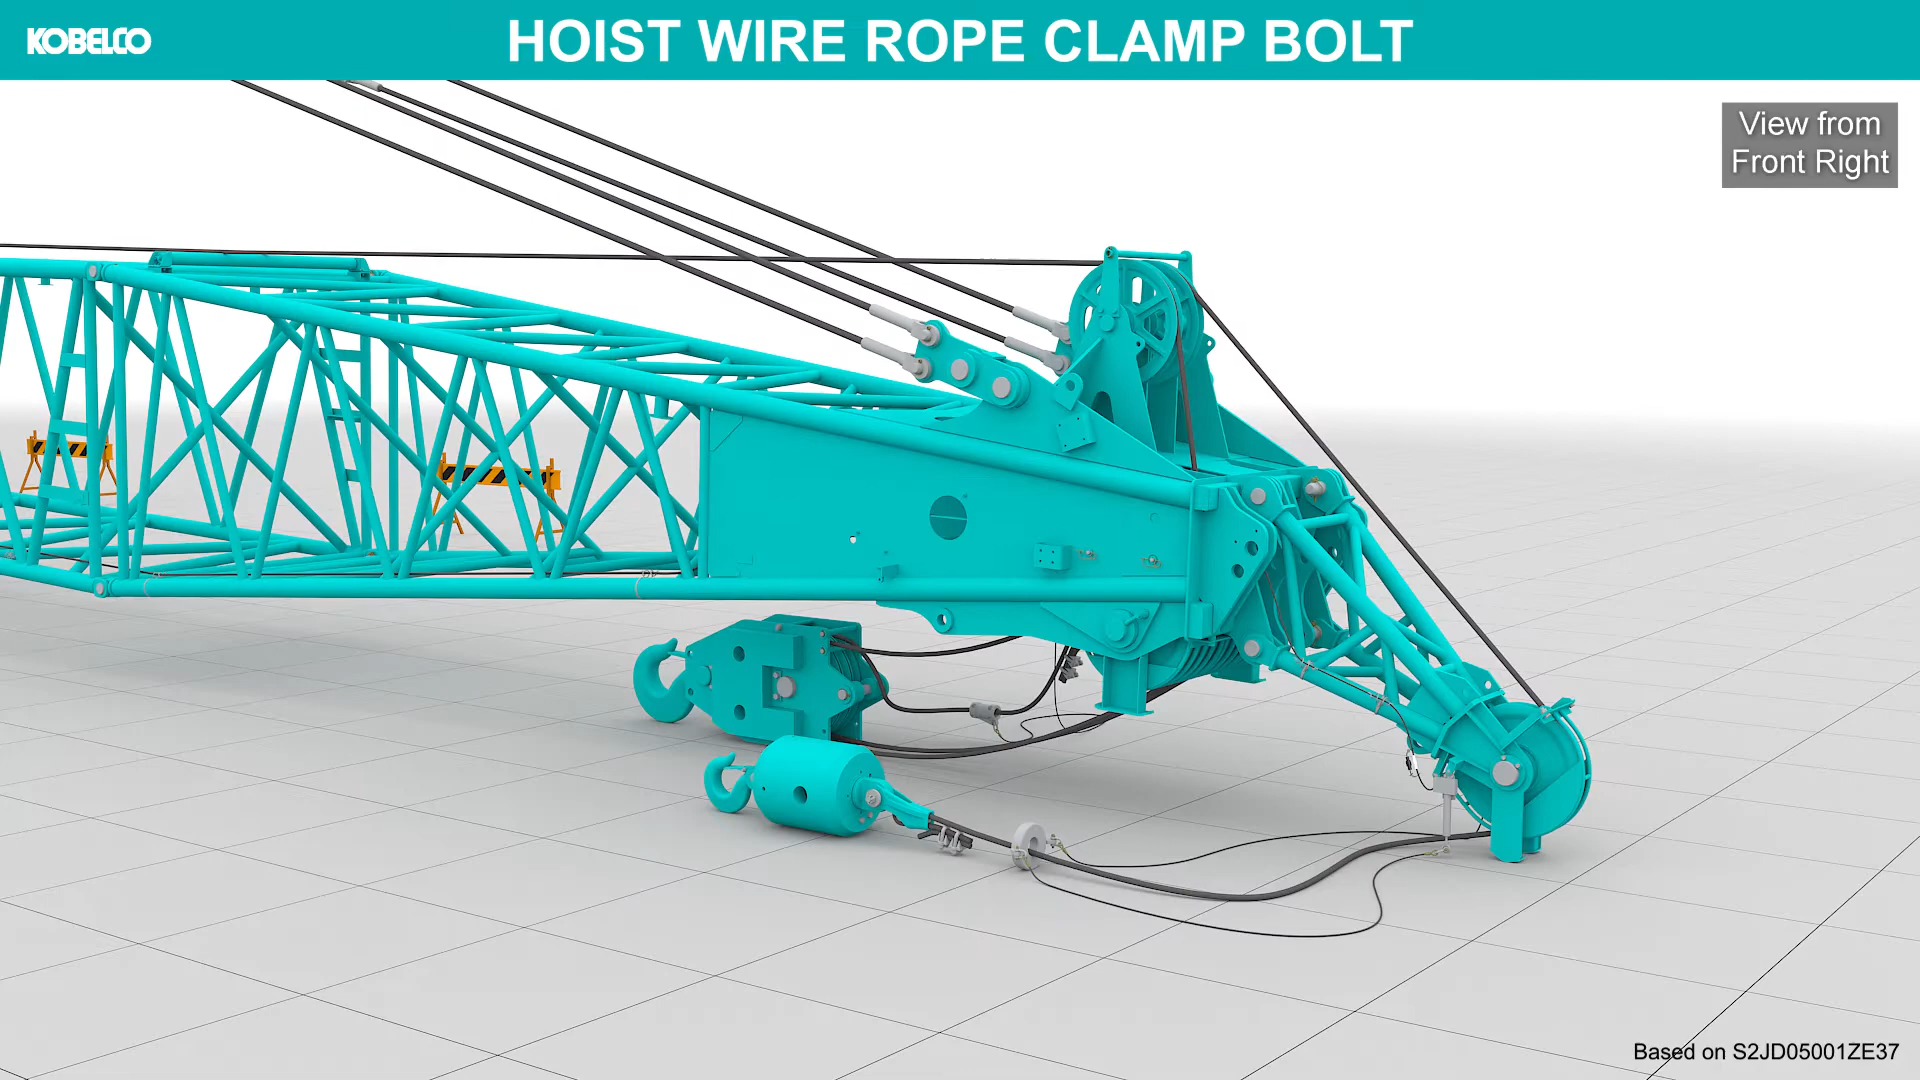 KOBELCO
HOIST WIRE ROPE CLAMP BOLT
View from
Front Right
Based on S2JD05001ZE37